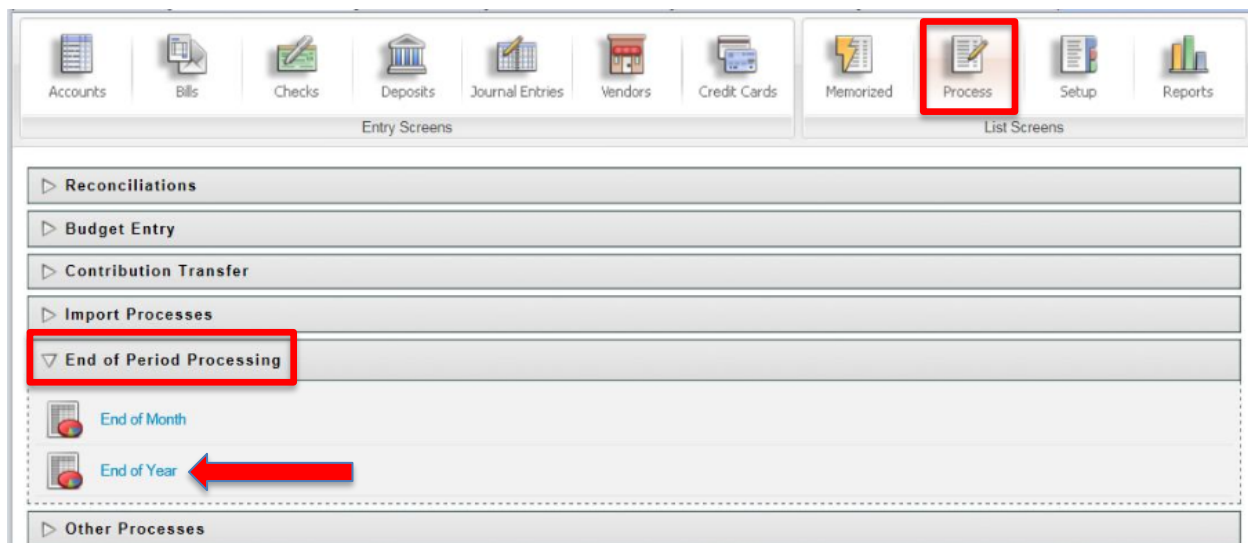 Accounts Bills Checks Deposits Journal Entries Vendors Credit Cards Memorized Process Setup Reports
Entry Screens List Screens
Reconciliations
Budget Entry
Contribution Transfer
Import Processes
End of Period Processing
End of Month
End of Year
Other Processes